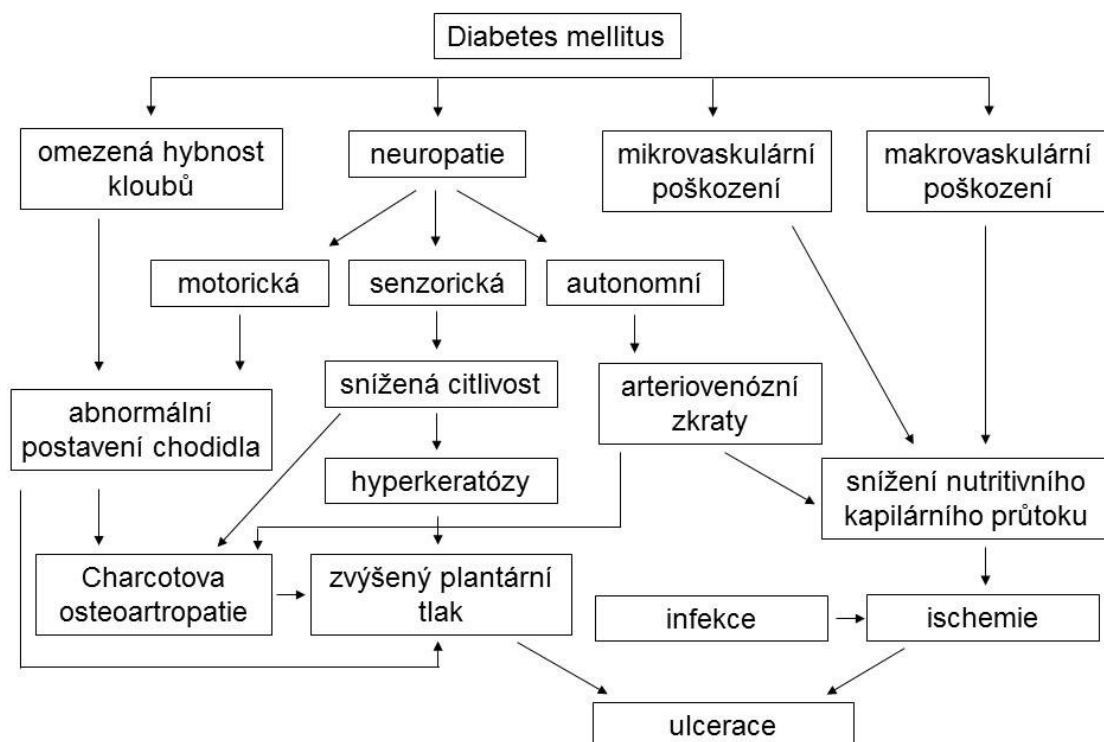 Diabetes mellitus
omezená hybnost
kloubů
neuropatie
mikrovaskulární
poškození
makrovaskulární
poškození
motorická
senzorická
autonomní
abnormální
postavení chodidla
snížená citlivost
arteriovenózní
zkraty
hyperkeratózy
snížení nutritivního
kapilárního průtoku
Charcotova
osteoartropatie
zvýšený plantární
tlak
infekce
ischemie
ulcerace